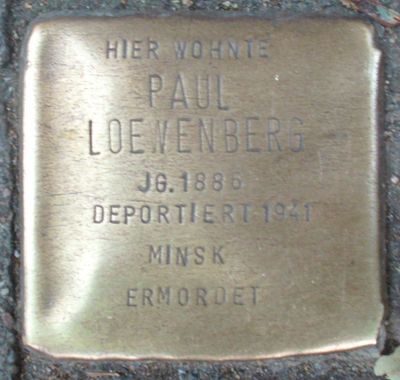 HIER WOHNTE
PAUL
LOEWENBERG
JG. 1886
DEPORTIERT 1941
MINSK
ERMORDET